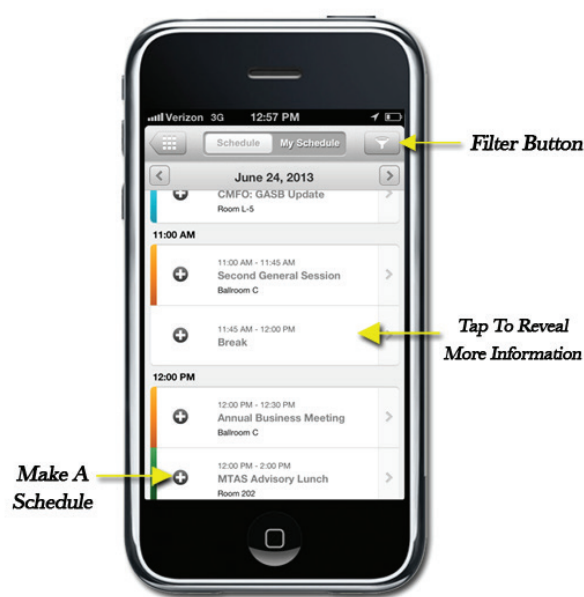 Verizon 3G 12:57 PM
Schedule My Schedule
Filter Button
June 24, 2013
CMFO: GASB Update
Room L-5
11:00 AM
11:00 AM - 11:45 AM
Second General Session
Ballroom C
11:45 AM - 12:00 PM
Break
Tap To Reveal
More Information
12:00 PM
12:00 PM - 12:30 PM
Annual Business Meeting
Ballroom C
Make A
Schedule
12:00 PM - 2:00 PM
MTAS Advisory Lunch
Room 202